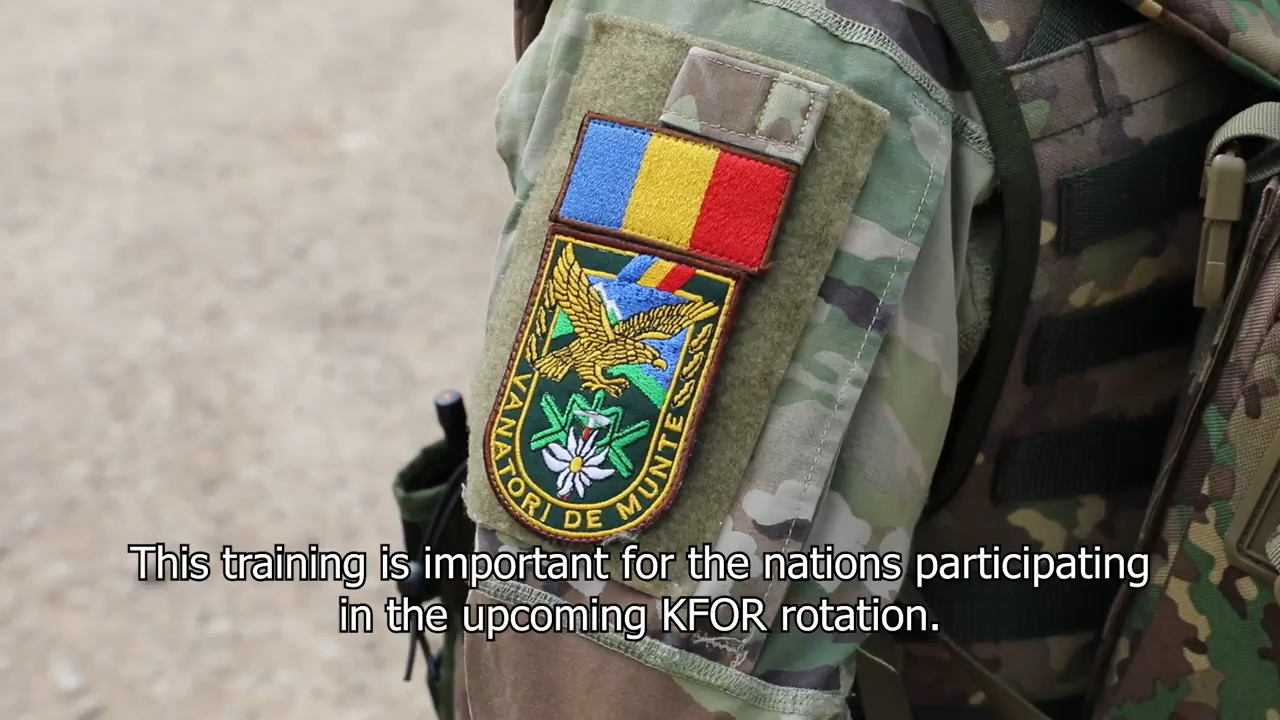 VANATORI DE MUNTE
This training is important for the nations participating
in the upcoming KFOR rotation.